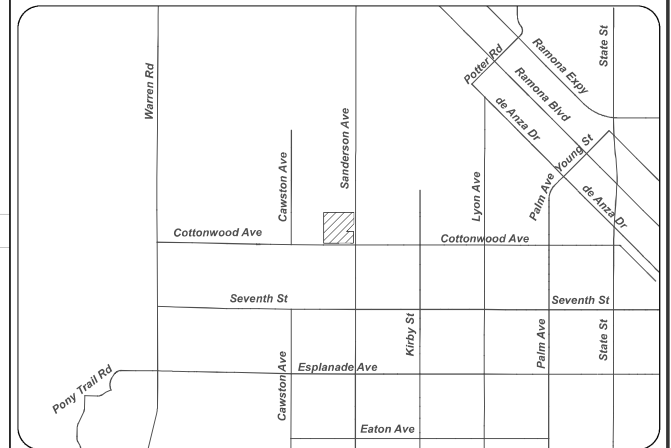 State St
Ramona Expy
Potter Rd
Warren Rd
Ramona Blvd
de Anza Dr
Sanderson Ave
Young St
Cawston Ave
Lyon Ave
Palm Ave
de Anza Dr
Cottonwood Ave
Cottonwood Ave
Seventh St
Seventh St
Kirby St
Palm Ave
State St
Esplanade Ave
Pony Trail Rd
Cawston Ave
Eaton Ave